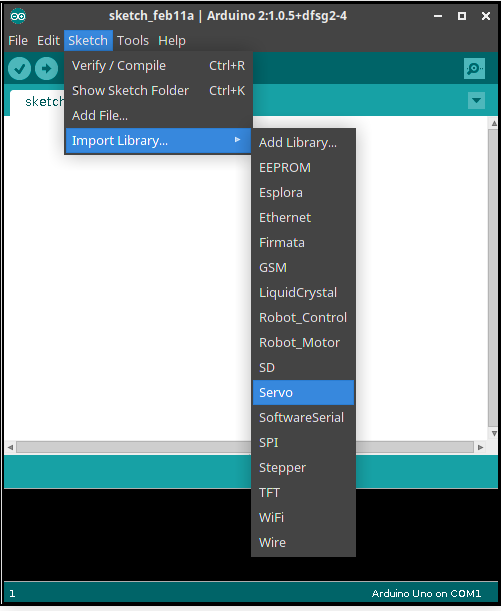 sketch_feb11a | Arduino 2:1.0.5+dfsg2-4
File Edit Sketch Tools Help
Verify / Compile Ctrl+R
Show Sketch Folder Ctrl+K
sketch
Add File...
Import Library...
Add Library...
EEPROM
Esplora
Ethernet
Firmata
GSM
LiquidCrystal
Robot_Control
Robot_Motor
SD
Servo
SoftwareSerial
SPI
Stepper
TFT
WiFi
Wire
1 Arduino Uno on COM1